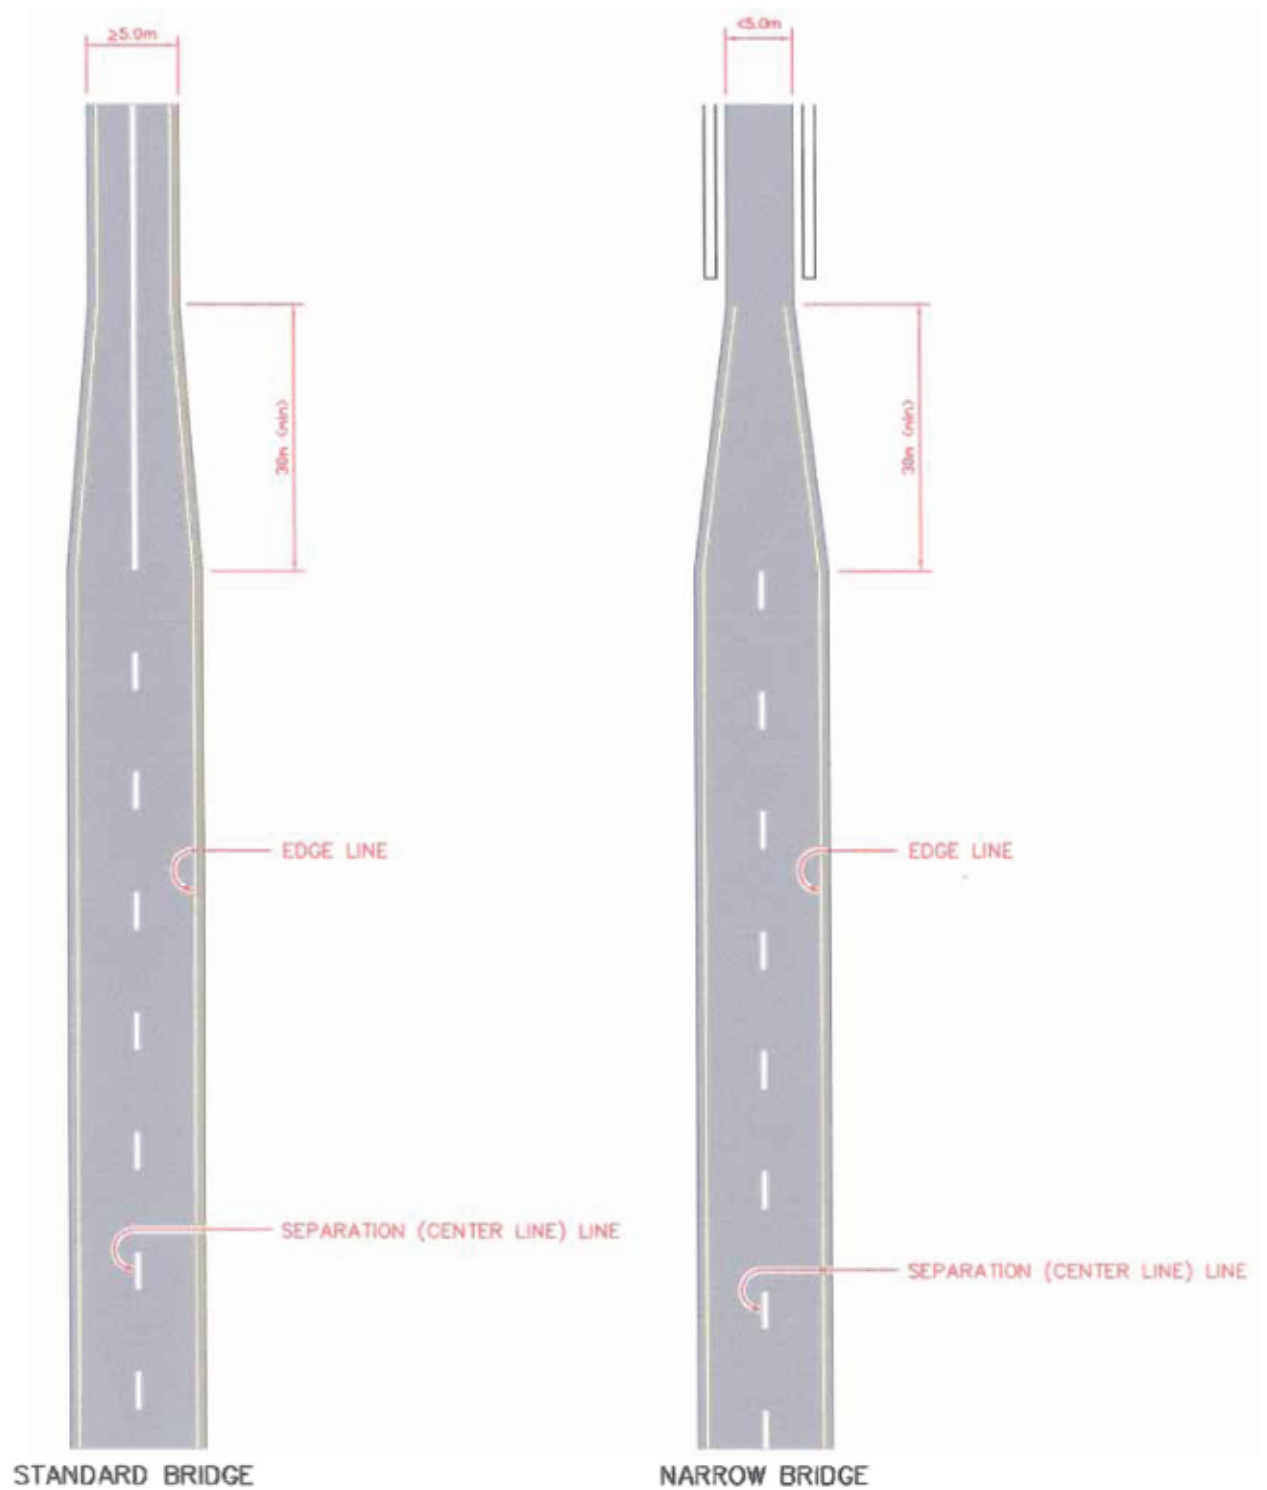 ≥5.0m
<5.0m
30m (min)
30m (min)
EDGE LINE
EDGE LINE
SEPARATION (CENTER LINE) LINE
SEPARATION (CENTER LINE) LINE
STANDARD BRIDGE
NARROW BRIDGE